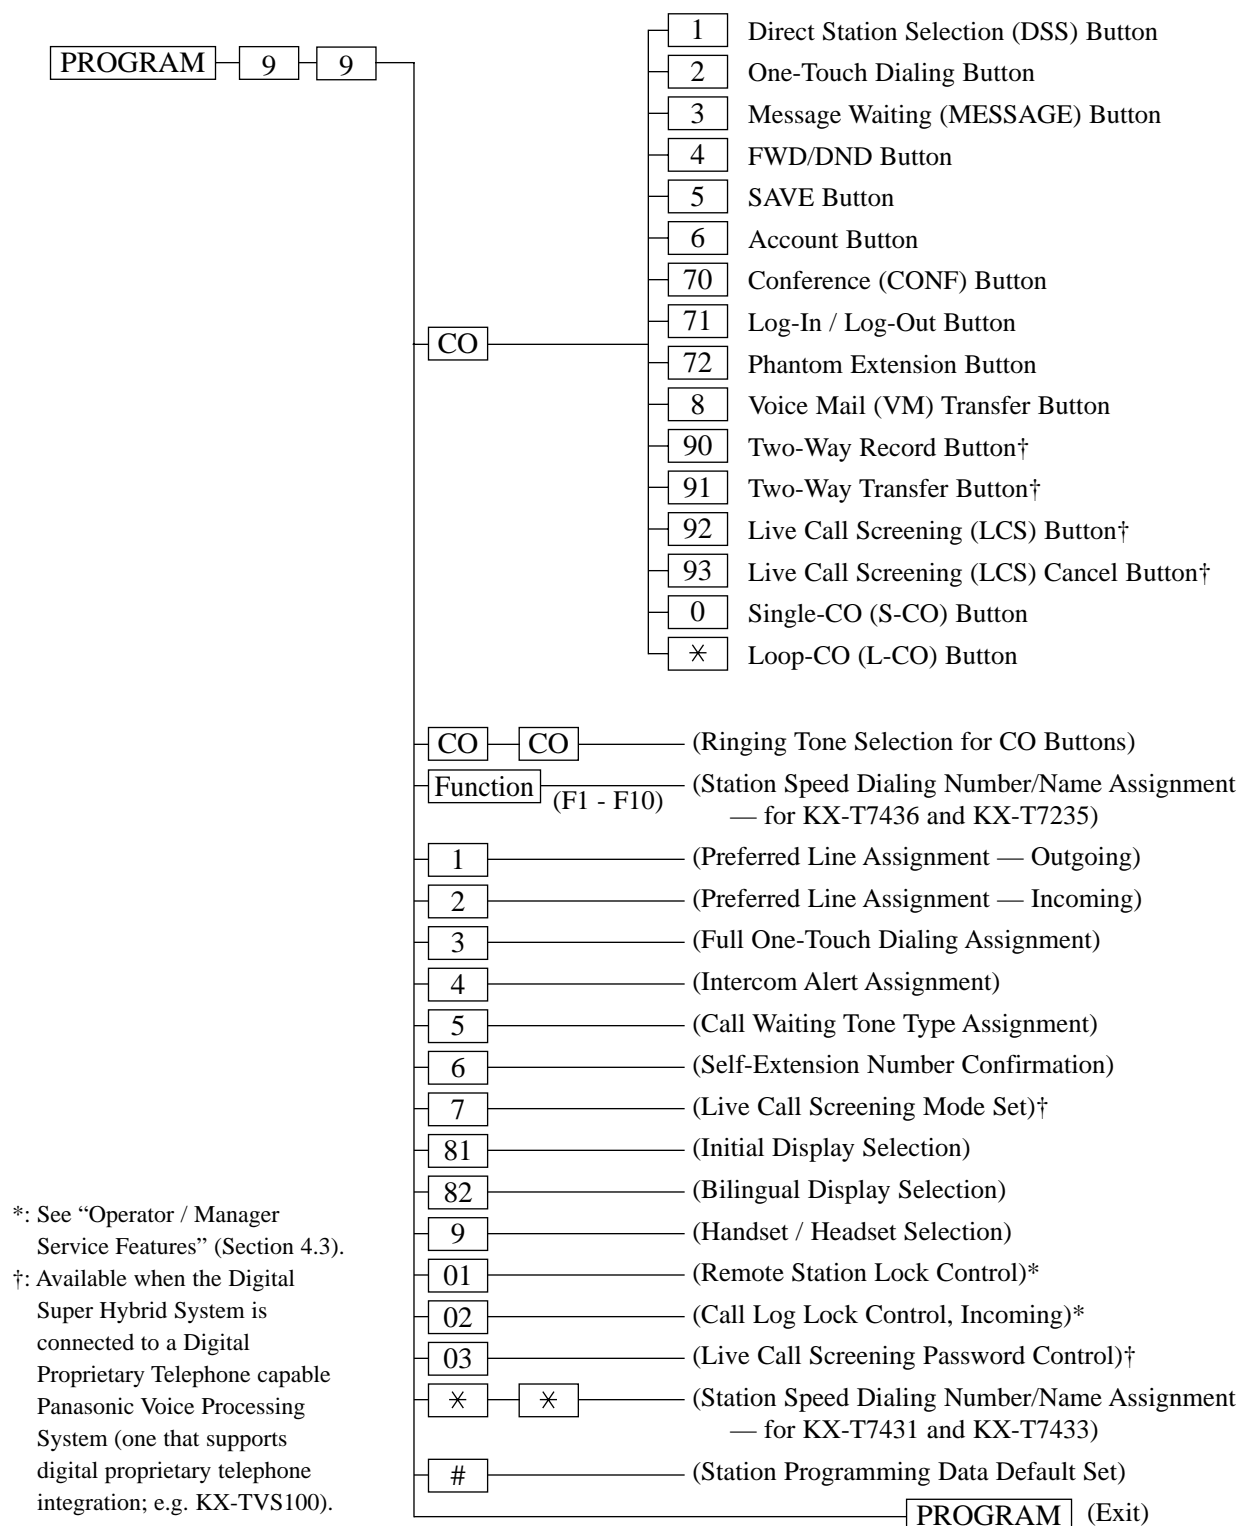 PROGRAM 9 9
1 Direct Station Selection (DSS) Button
2 One-Touch Dialing Button
3 Message Waiting (MESSAGE) Button
4 FWD/DND Button
5 SAVE Button
6 Account Button
70 Conference (CONF) Button
71 Log-In / Log-Out Button
CO
72 Phantom Extension Button
8 Voice Mail (VM) Transfer Button
90 Two-Way Record Button†
91 Two-Way Transfer Button†
92 Live Call Screening (LCS) Button†
93 Live Call Screening (LCS) Cancel Button†
0 Single-CO (S-CO) Button
* Loop-CO (L-CO) Button
CO CO (Ringing Tone Selection for CO Buttons)
Function (F1 - F10) (Station Speed Dialing Number/Name Assignment
— for KX-T7436 and KX-T7235)
1 (Preferred Line Assignment — Outgoing)
2 (Preferred Line Assignment — Incoming)
3 (Full One-Touch Dialing Assignment)
4 (Intercom Alert Assignment)
5 (Call Waiting Tone Type Assignment)
6 (Self-Extension Number Confirmation)
7 (Live Call Screening Mode Set)†
81 (Initial Display Selection)
82 (Bilingual Display Selection)
9 (Handset / Headset Selection)
01 (Remote Station Lock Control)*
02 (Call Log Lock Control, Incoming)*
03 (Live Call Screening Password Control)†
* * (Station Speed Dialing Number/Name Assignment
— for KX-T7431 and KX-T7433)
# (Station Programming Data Default Set)
PROGRAM (Exit)
*: See “Operator / Manager
Service Features” (Section 4.3).
†: Available when the Digital
Super Hybrid System is
connected to a Digital
Proprietary Telephone capable
Panasonic Voice Processing
System (one that supports
digital proprietary telephone
integration; e.g. KX-TVS100).